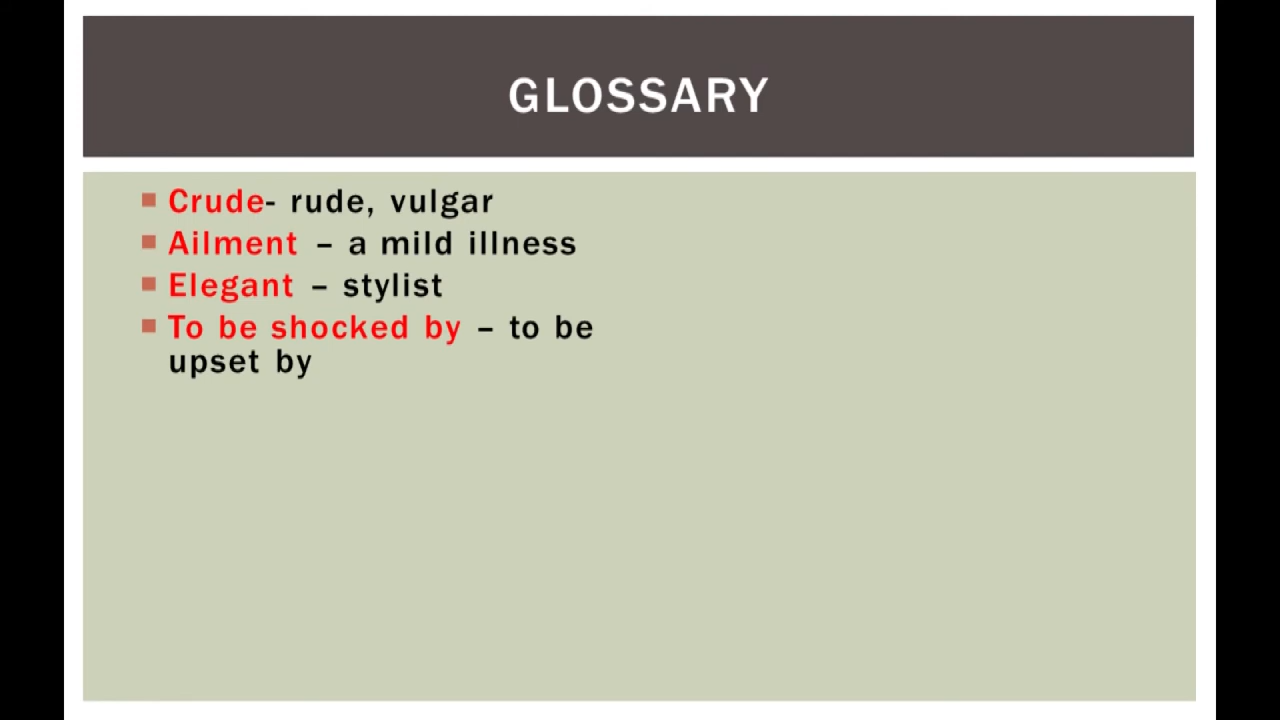 GLOSSARY
Crude- rude, vulgar
Ailment – a mild illness
Elegant – stylist
To be shocked by – to be
upset by